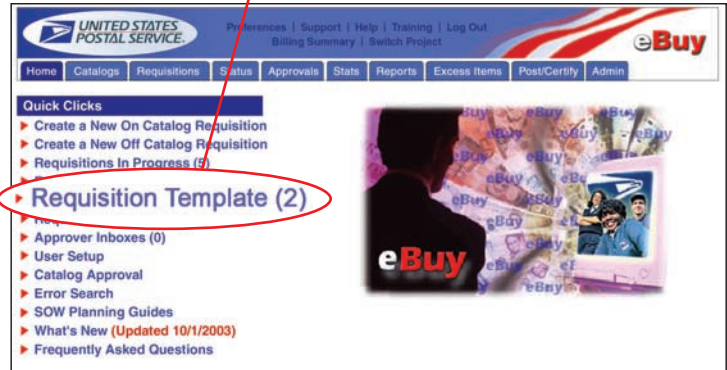 UNITED STATES
POSTAL SERVICE.
Preferences | Support | Help | Training | Log Out
Billing Summary | Switch Project
eBuy
Home Catalogs Requisitions Status Approvals Stats Reports Excess Items Post/Certify Admin
Quick Clicks
Create a New On Catalog Requisition
Create a New Off Catalog Requisition
Requisitions In Progress (5)
Requisition Template (2)
Approver Inboxes (0)
User Setup
Catalog Approval
Error Search
SOW Planning Guides
What's New (Updated 10/1/2003)
Frequently Asked Questions
eBuy